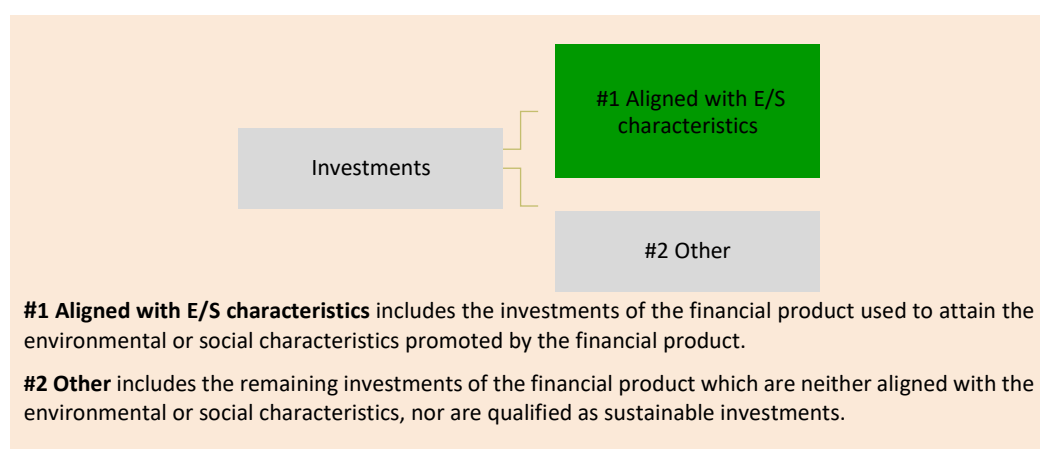 #1 Aligned with E/S
characteristics
Investments
#2 Other
#1 Aligned with E/S characteristics includes the investments of the financial product used to attain the
environmental or social characteristics promoted by the financial product.
#2 Other includes the remaining investments of the financial product which are neither aligned with the
environmental or social characteristics, nor are qualified as sustainable investments.